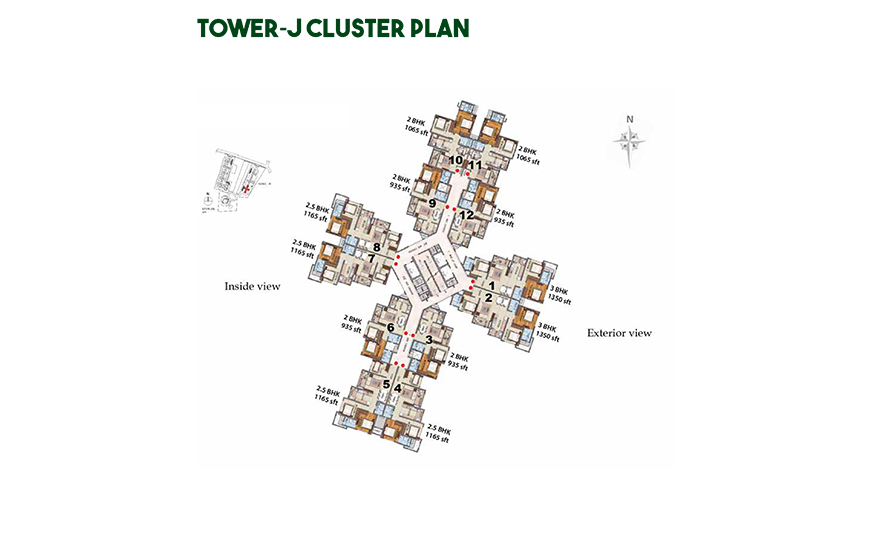 TOWER-J CLUSTER PLAN
N
2 BHK
1065 sft
2 BHK
1065 sft
10
11
2 BHK
935 sft
9
12
2 BHK
935 sft
2.5 BHK
1165 sft
8
2.5 BHK
1165 sft
7
Inside view
1
3 BHK
1350 sft
2
3 BHK
1350 sft
Exterior view
2 BHK
935 sft
6
3
2 BHK
935 sft
5
4
2.5 BHK
1165 sft
2.5 BHK
1165 sft